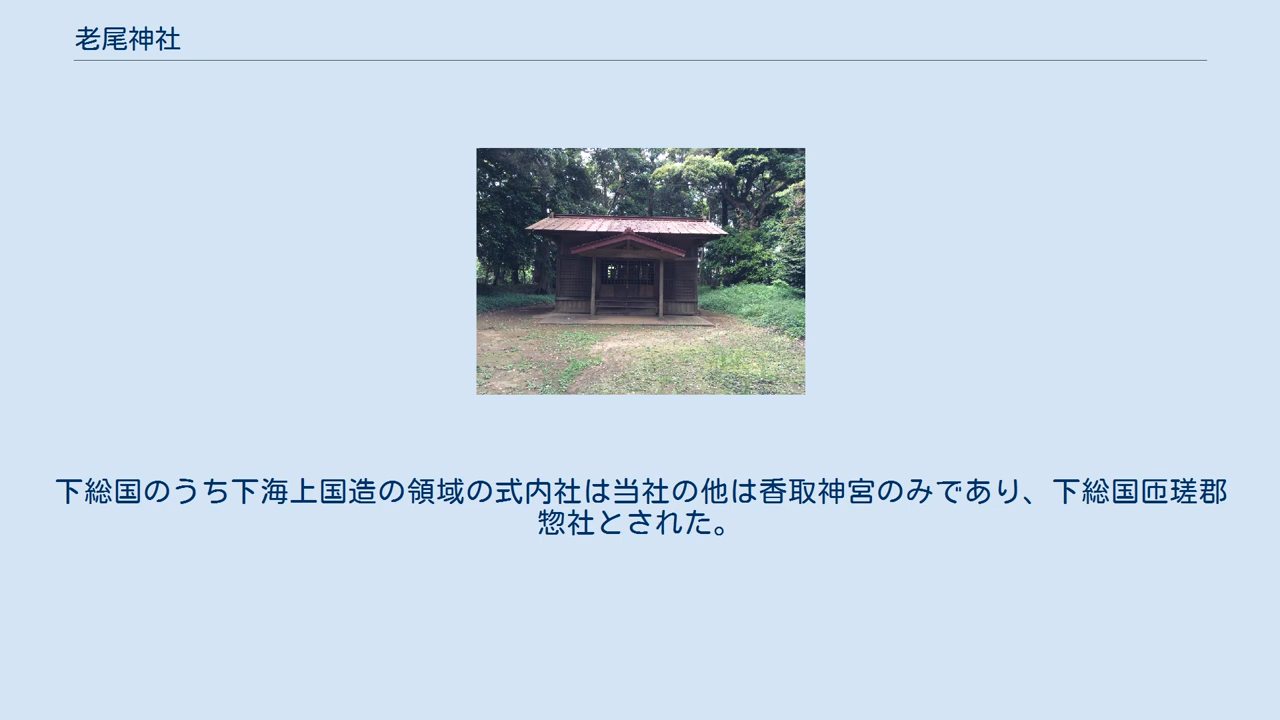 老尾神社
下総国のうち下海上国造の領域の式内社は当社の他は香取神宮のみであり、下総国匝瑳郡
惣社とされた。